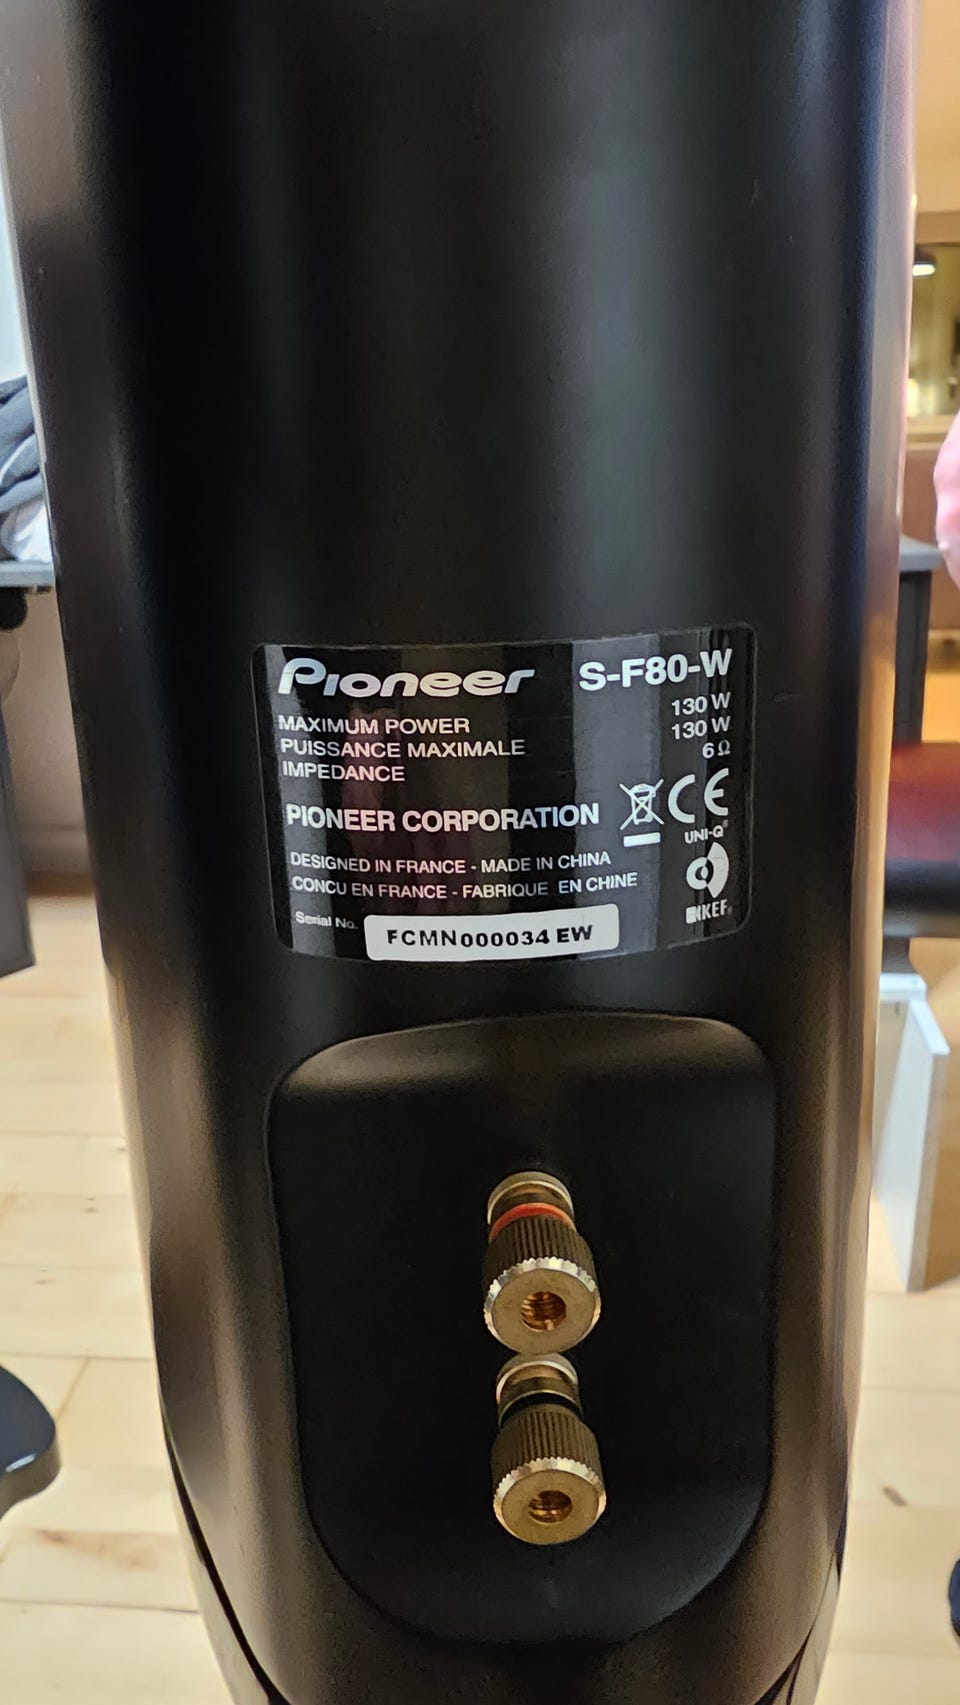 Pioneer S-F80-W
MAXIMUM POWER 130 W
PUISSANCE MAXIMALE 130 W
IMPEDANCE 6 Ω
PIONEER CORPORATION
CE
UNI-Q®
DESIGNED IN FRANCE - MADE IN CHINA
CONCU EN FRANCE - FABRIQUE EN CHINE
KEF®
Serial No. FCMN000034 EW